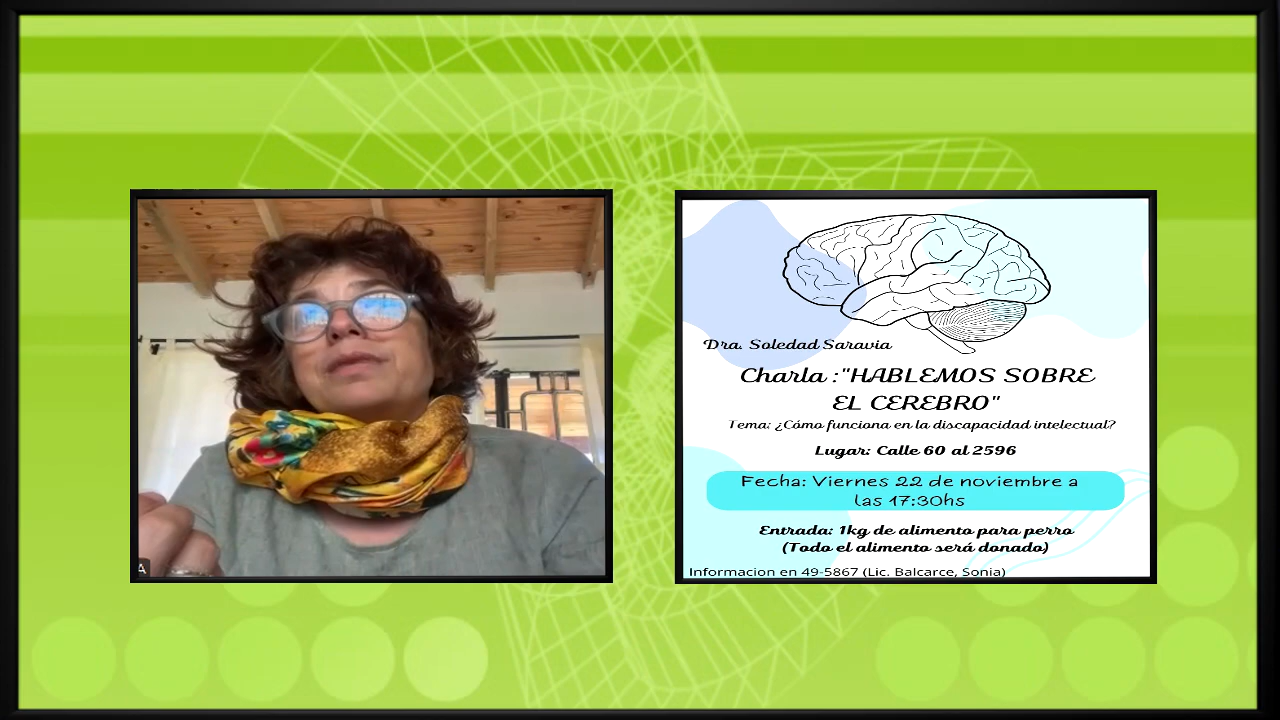 A
Dra. Soledad Saravia
Charla :"HABLEMOS SOBRE
EL CEREBRO"
Tema: ¿Cómo funciona en la discapacidad intelectual?
Lugar: Calle 60 al 2596
Fecha: Viernes 22 de noviembre a
las 17:30hs
Entrada: 1kg de alimento para perro
(Todo el alimento será donado)
Informacion en 49-5867 (Lic. Balcarce, Sonia)